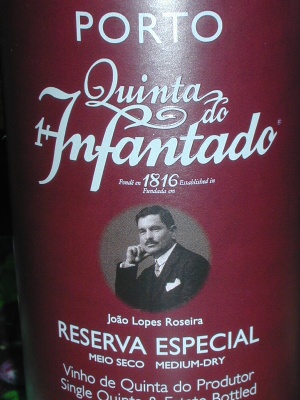 PORTO
Quinta
do
Infantado
Fondé en 1816 Established in
Fundada em
João Lopes Roseira
RESERVA ESPECIAL
MEIO SECO MEDIUM-DRY
Vinho de Quinta do Produtor
Single Quinta & Estate Bottled